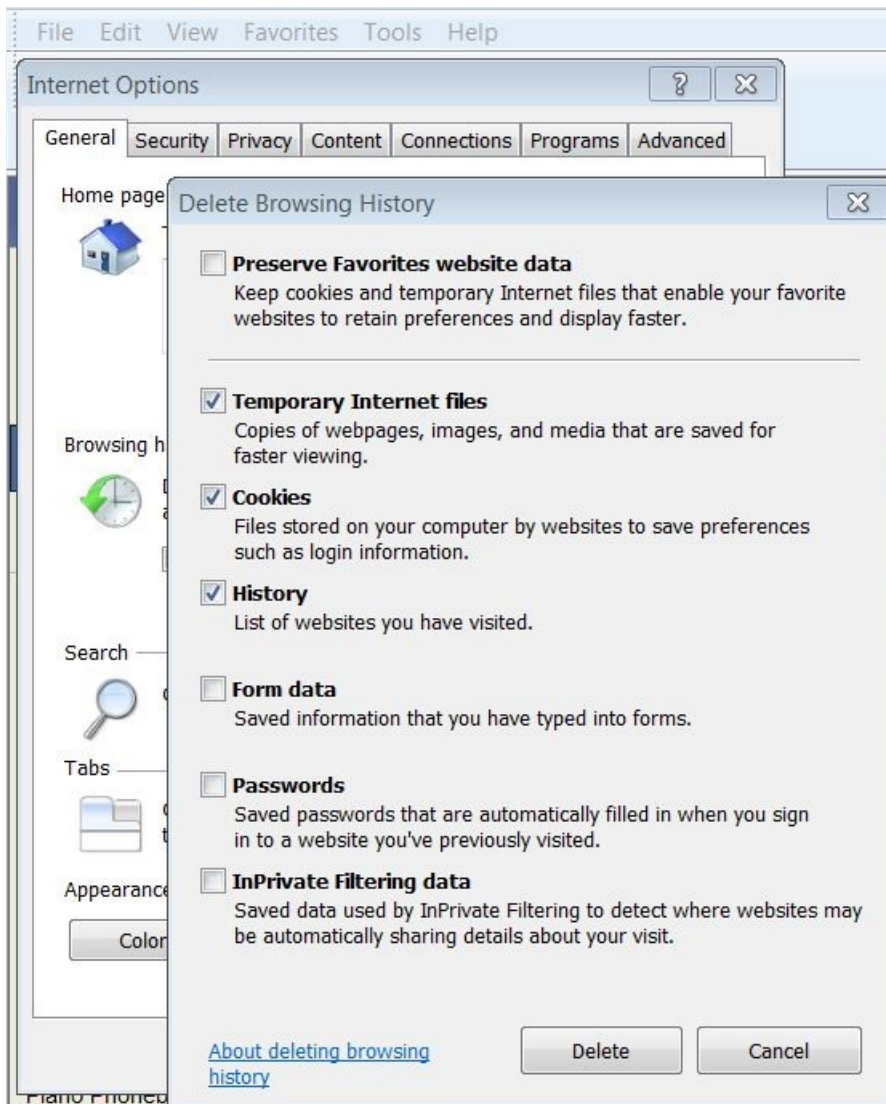 File Edit View Favorites Tools Help
Internet Options
General Security Privacy Content Connections Programs Advanced
Home page
Delete Browsing History
Preserve Favorites website data
Keep cookies and temporary Internet files that enable your favorite
websites to retain preferences and display faster.
Temporary Internet files
Copies of webpages, images, and media that are saved for
faster viewing.
Browsing h
Cookies
Files stored on your computer by websites to save preferences
such as login information.
History
List of websites you have visited.
Search
Form data
Saved information that you have typed into forms.
Tabs
Passwords
Saved passwords that are automatically filled in when you sign
in to a website you've previously visited.
Appearance
InPrivate Filtering data
Saved data used by InPrivate Filtering to detect where websites may
be automatically sharing details about your visit.
Color
About deleting browsing
history
Delete Cancel